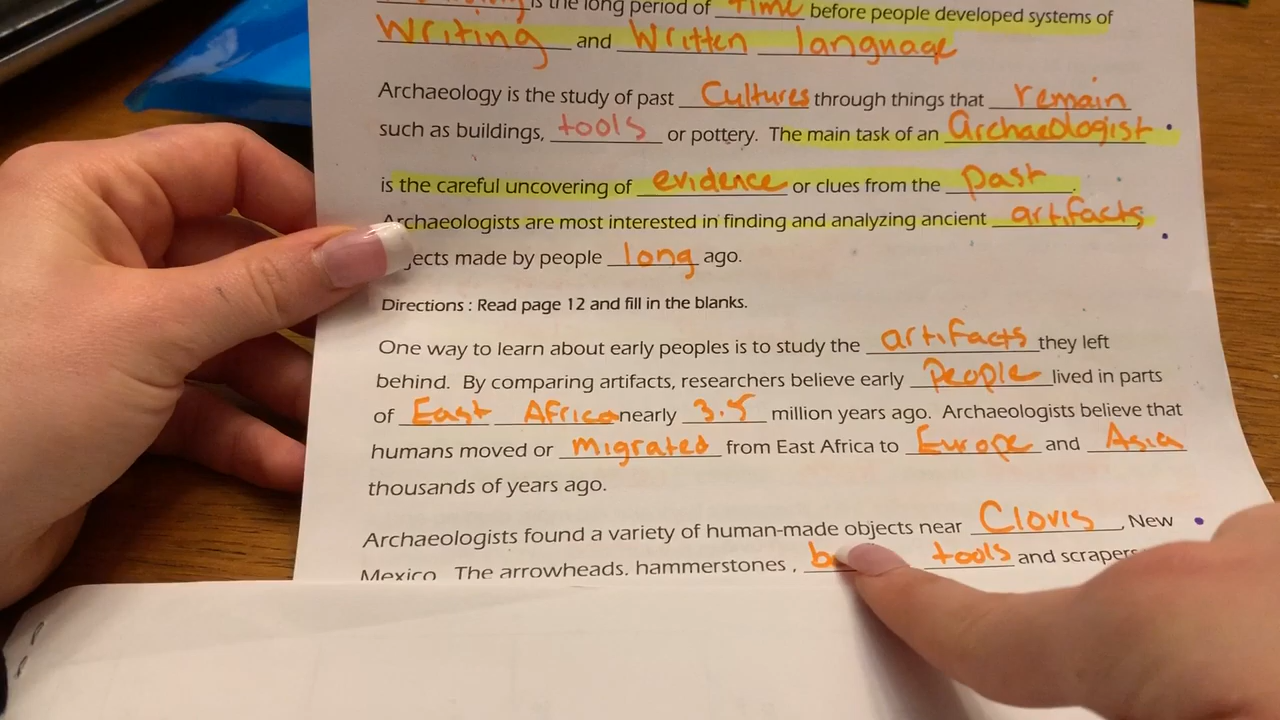 is the long period of time before people developed systems of
Writing and Written language
Archaeology is the study of past Cultures through things that remain
such as buildings, tools or pottery. The main task of an Archaeologist
is the careful uncovering of evidence or clues from the past.
Archaeologists are most interested in finding and analyzing ancient artifacts,
jects made by people long ago.
Directions : Read page 12 and fill in the blanks.
One way to learn about early peoples is to study the artifacts they left
behind. By comparing artifacts, researchers believe early People lived in parts
of East Africa nearly 3.5 million years ago. Archaeologists believe that
humans moved or Migrated from East Africa to Europe and Asia
thousands of years ago.
Archaeologists found a variety of human-made objects near Clovis, New
Mexico. The arrowheads, hammerstones, tools and scrapers